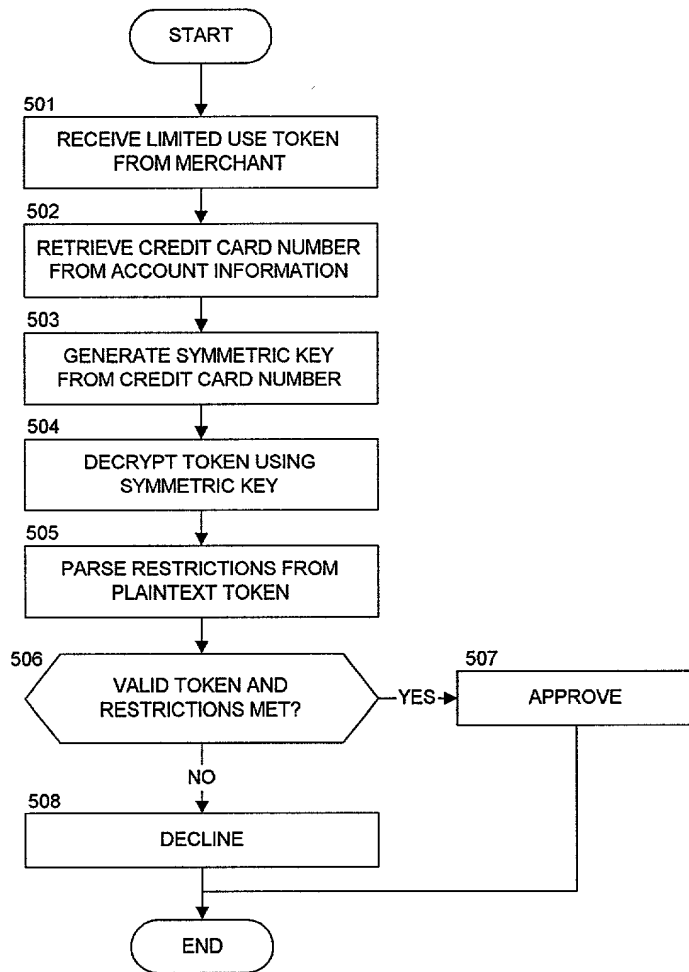 START
501
RECEIVE LIMITED USE TOKEN
FROM MERCHANT
502
RETRIEVE CREDIT CARD NUMBER
FROM ACCOUNT INFORMATION
503
GENERATE SYMMETRIC KEY
FROM CREDIT CARD NUMBER
504
DECRYPT TOKEN USING
SYMMETRIC KEY
505
PARSE RESTRICTIONS FROM
PLAINTEXT TOKEN
506
VALID TOKEN AND
RESTRICTIONS MET?
YES
507
APPROVE
NO
508
DECLINE
END